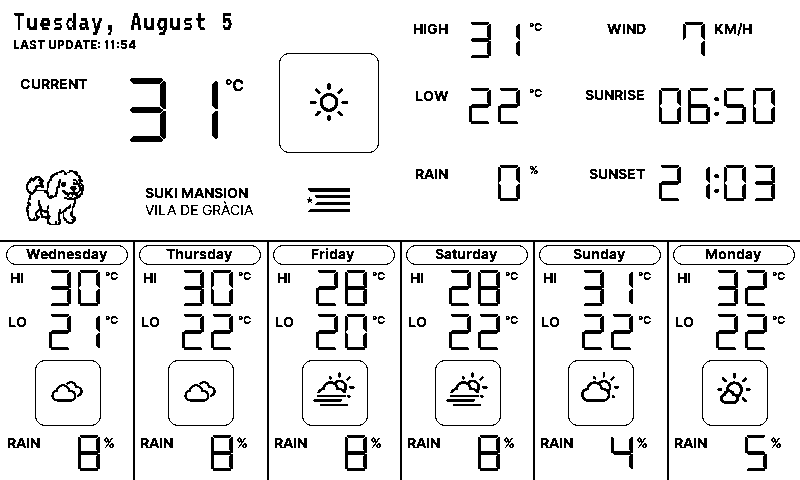 Tuesday, August 5
LAST UPDATE: 11:54
CURRENT 31 °C
HIGH 31 °C
LOW 22 °C
RAIN 0 %
WIND 7 KM/H
SUNRISE 06:50
SUNSET 21:03
SUKI MANSION
VILA DE GRÀCIA
Wednesday
HI 30 °C
LO 21 °C
RAIN 8 %
Thursday
HI 30 °C
LO 22 °C
RAIN 8 %
Friday
HI 28 °C
LO 20 °C
RAIN 8 %
Saturday
HI 28 °C
LO 22 °C
RAIN 8 %
Sunday
HI 31 °C
LO 22 °C
RAIN 4 %
Monday
HI 32 °C
LO 22 °C
RAIN 5 %